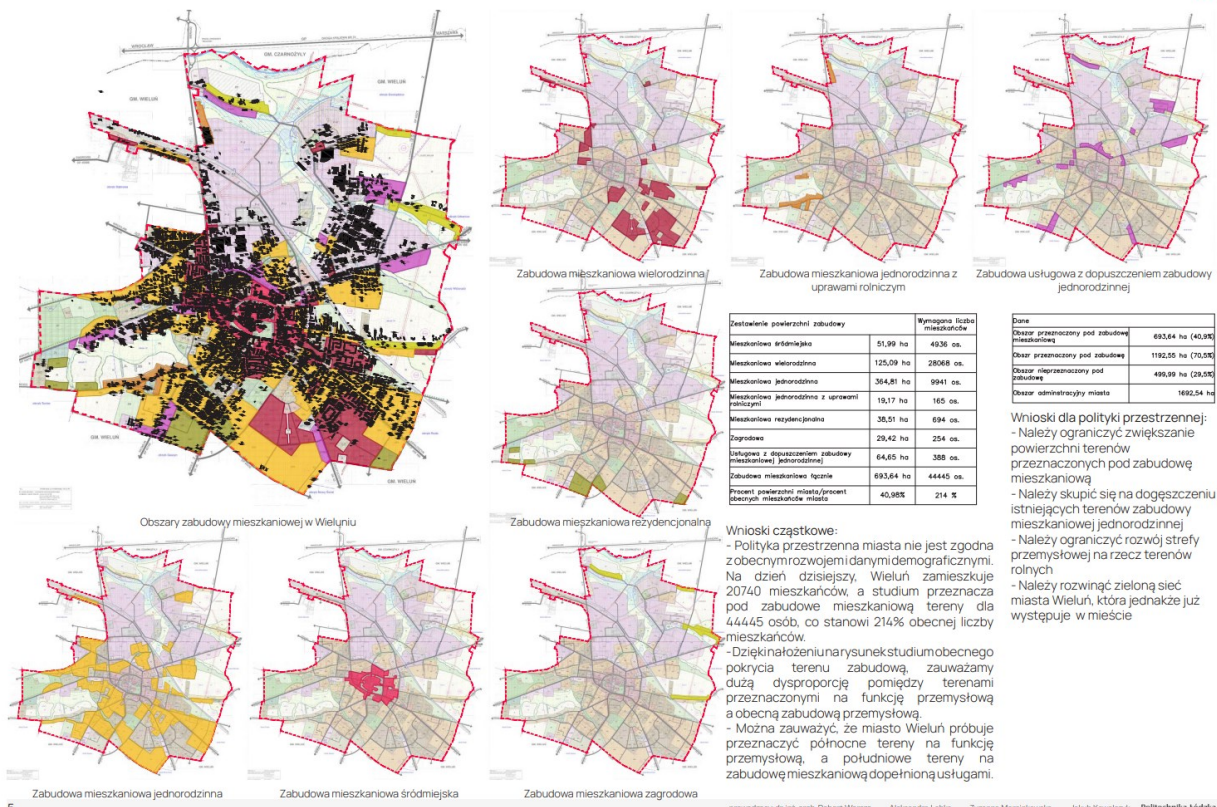 WROCŁAW
WARSZAWA
GM. CZARNOŻYŁY
GM. WIELUŃ
GM. WIELUŃ
GM. WIELUŃ
GM. WIELUŃ
Obszary zabudowy mieszkaniowej w Wieluniu
Zabudowa mieszkaniowa wielorodzinna
Zabudowa mieszkaniowa jednorodzinna z
uprawami rolniczym
Zabudowa usługowa z dopuszczeniem zabudowy
jednorodzinnej
Zabudowa mieszkaniowa rezydencjonalna
Zestawienie powierzchni zabudowy
Wymagana liczba
mieszkańców
Mieszkaniowa śródmiejska 51,99 ha 4936 os.
Mieszkaniowa wielorodzinna 125,09 ha 28068 os.
Mieszkaniowa jednorodzinna 364,81 ha 9941 os.
Mieszkaniowa jednorodzinna z uprawami
rolniczymi 19,17 ha 165 os.
Mieszkaniowa rezydencjonalna 38,51 ha 694 os.
Zagrodowa 29,42 ha 254 os.
Usługowa z dopuszczeniem zabudowy
mieszkaniowej jednorodzinnej 64,65 ha 388 os.
Zabudowa mieszkaniowa łącznie 693,64 ha 44445 os.
Procent powierzchni miasta/procent
obecnych mieszkańców miasta 40,98% 214 %
Dane
Obszar przeznaczony pod zabudowę
mieszkaniową 693,64 ha (40,9%)
Obszr przeznaczony pod zabudowę 1192,55 ha (70,5%)
Obszar nieprzeznaczony pod
zabudowę 499,99 ha (29,5%)
Obszar adminstracyjny miasta 1692,54 ha
Wnioski cząstkowe:
- Polityka przestrzenna miasta nie jest zgodna
z obecnym rozwojem i danymi demograficznymi.
Na dzień dzisiejszy, Wieluń zamieszkuje
20740 mieszkańców, a studium przeznacza
pod zabudowe mieszkaniową tereny dla
44445 osób, co stanowi 214% obecnej liczby
mieszkańców.
- Dzięki nałożeniu na rysunek studium obecnego
pokrycia terenu zabudową, zauważamy
dużą dysproporcję pomiędzy terenami
przeznaczonymi na funkcję przemysłową
a obecną zabudową przemysłową.
- Można zauważyć, że miasto Wieluń próbuje
przeznaczyć północne tereny na funkcję
przemysłową, a południowe tereny na
zabudowę mieszkaniową dopełnioną usługami.
Wnioski dla polityki przestrzennej:
- Należy ograniczyć zwiększanie
powierzchni terenów
przeznaczonych pod zabudowę
mieszkaniową
- Należy skupić się na dogęszczeniu
istniejących terenów zabudowy
mieszkaniowej jednorodzinnej
- Należy ograniczyć rozwój strefy
przemysłowej na rzecz terenów
rolnych
- Należy rozwinąć zieloną sieć
miasta Wieluń, która jednakże już
występuje w mieście
Zabudowa mieszkaniowa jednorodzinna
Zabudowa mieszkaniowa śródmiejska
Zabudowa mieszkaniowa zagrodowa